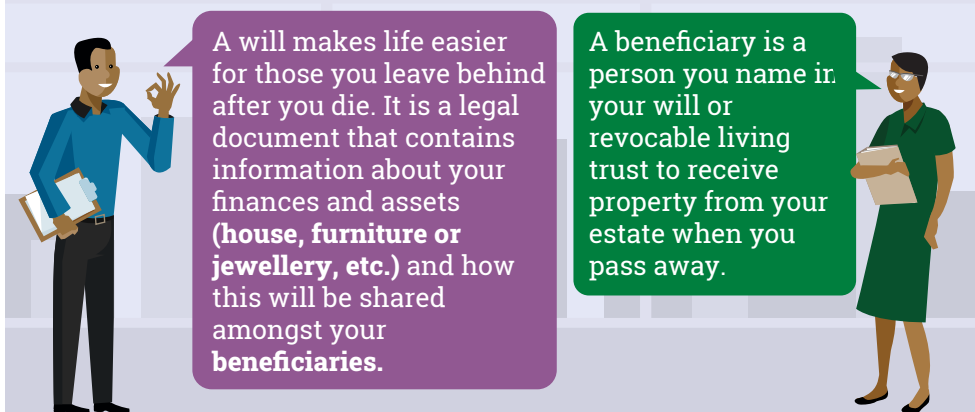 A will makes life easier
for those you leave behind
after you die. It is a legal
document that contains
information about your
finances and assets
(house, furniture or
jewellery, etc.) and how
this will be shared
amongst your
beneficiaries.
A beneficiary is a
person you name in
your will or
revocable living
trust to receive
property from your
estate when you
pass away.